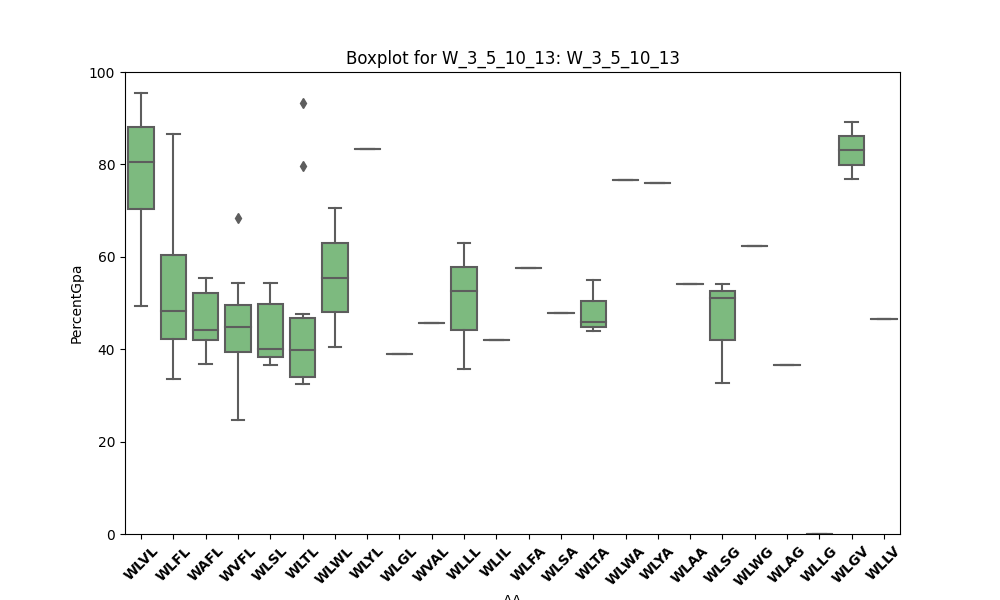 Boxplot for W_3_5_10_13: W_3_5_10_13
PercentGpa
100
80
60
40
20
0
WLVL WLFL WAFL WVFL WLSL WLTL WLWL WLYL WLGL WVAL WLLL WLIL WLFA WLSA WLTA WLWA WLYA WLAA WLSG WLWG WLAG WLLG WLGV WLLV
AA